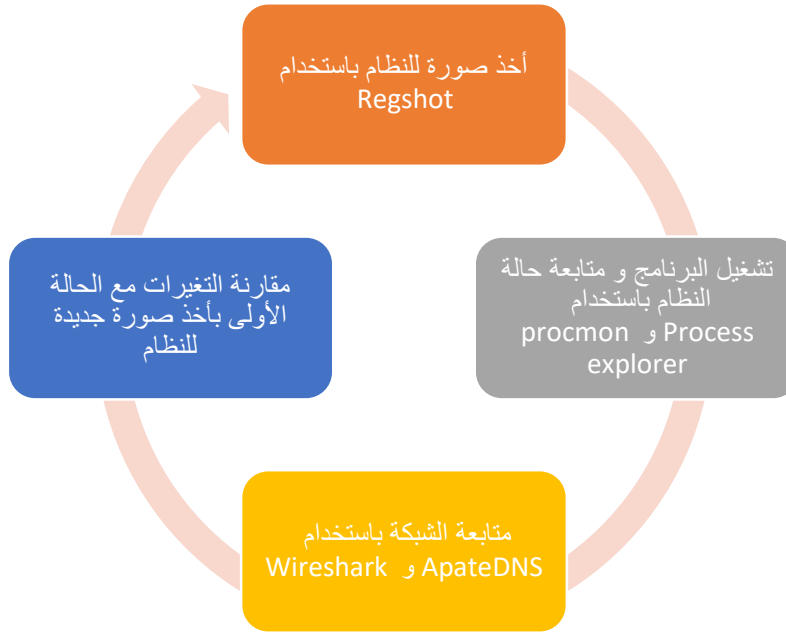 أخذ صورة للنظام باستخدام
Regshot
تشغيل البرنامج و متابعة حالة
النظام باستخدام
Process و procmon
explorer
متابعة الشبكة باستخدام
ApateDNS و Wireshark
مقارنة التغيرات مع الحالة
الأولى بأخذ صورة جديدة
للنظام